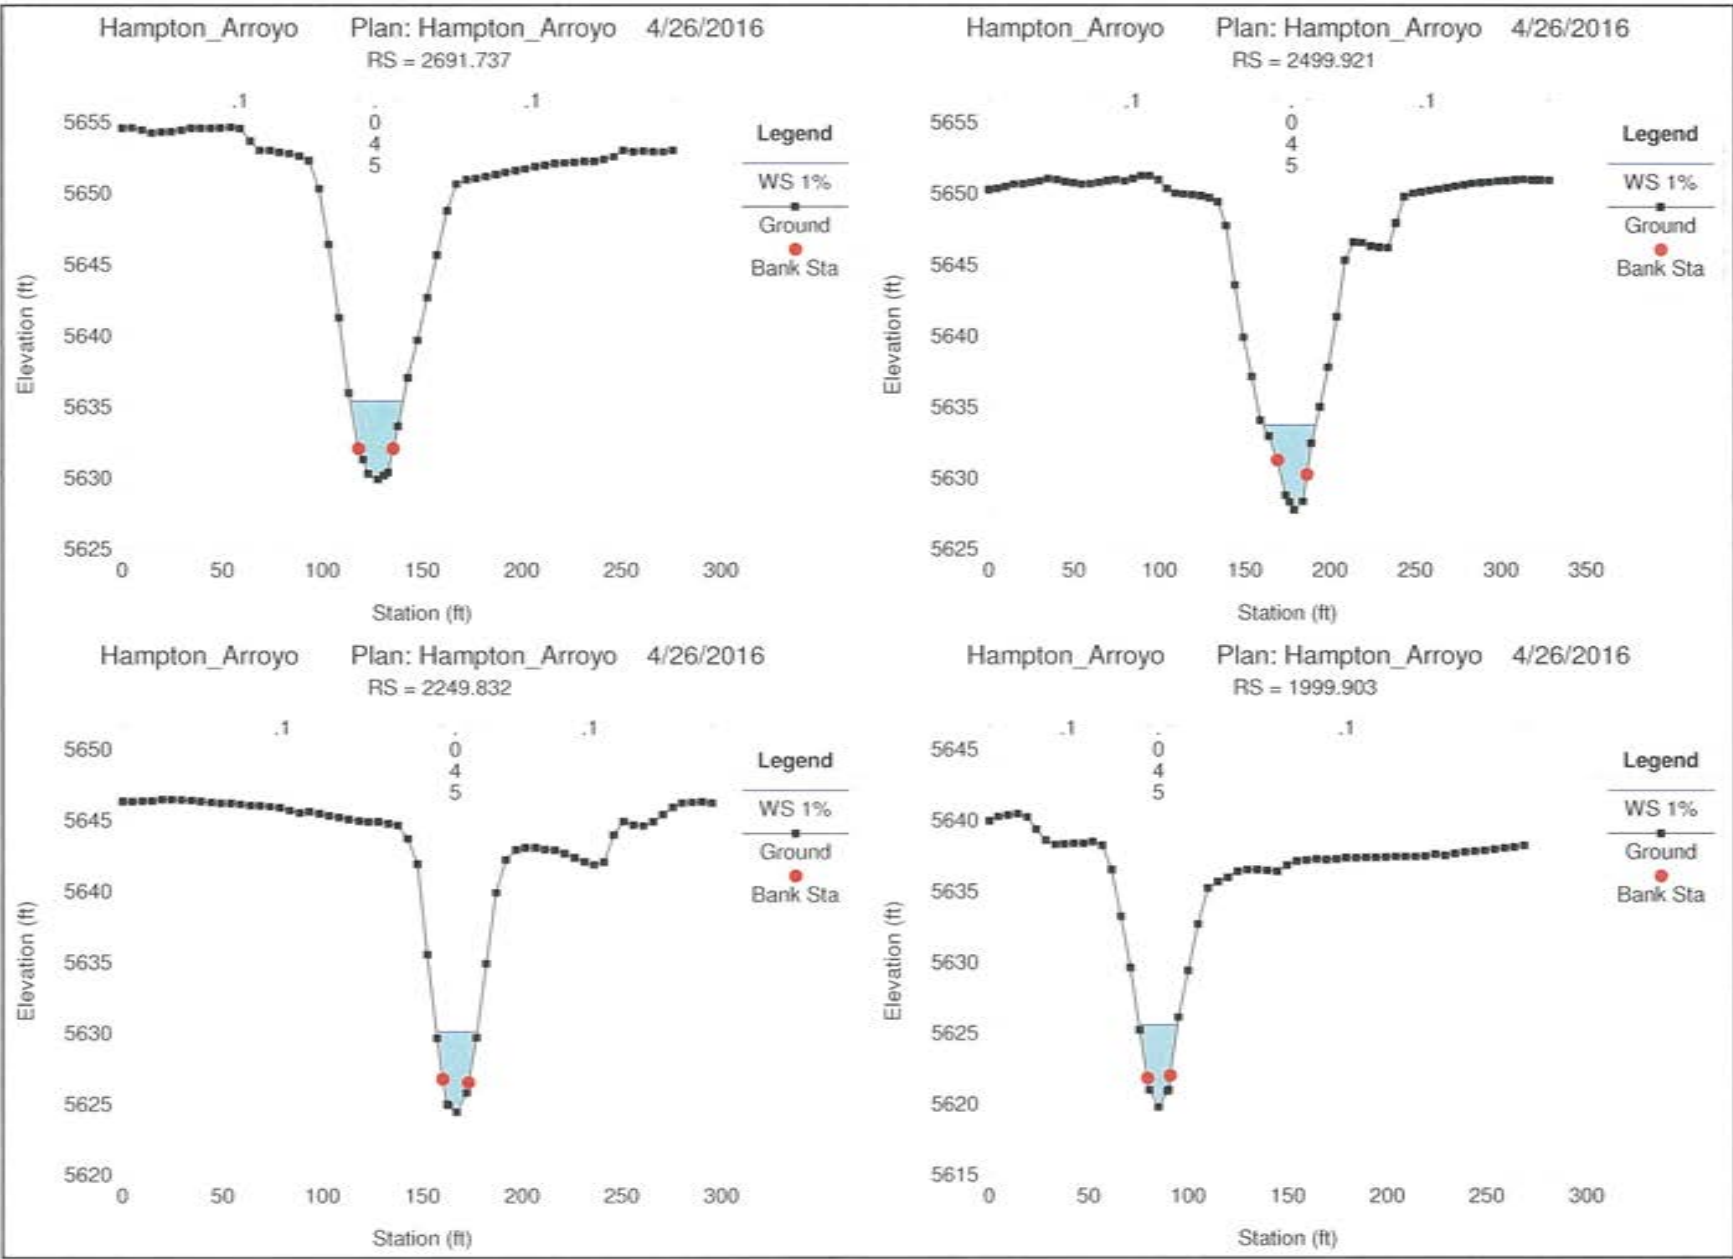 Hampton_Arroyo Plan: Hampton_Arroyo 4/26/2016
RS = 2691.737
.1 . .1
0
4
5
5655
5650
5645
5640
5635
5630
5625
Elevation (ft)
0 50 100 150 200 250 300
Station (ft)
Legend
WS 1%
Ground
Bank Sta
Hampton_Arroyo Plan: Hampton_Arroyo 4/26/2016
RS = 2499.921
.1 . .1
0
4
5
5655
5650
5645
5640
5635
5630
5625
Elevation (ft)
0 50 100 150 200 250 300 350
Station (ft)
Legend
WS 1%
Ground
Bank Sta
Hampton_Arroyo Plan: Hampton_Arroyo 4/26/2016
RS = 2249.832
.1 . .1
0
4
5
5650
5645
5640
5635
5630
5625
5620
Elevation (ft)
0 50 100 150 200 250 300
Station (ft)
Legend
WS 1%
Ground
Bank Sta
Hampton_Arroyo Plan: Hampton_Arroyo 4/26/2016
RS = 1999.903
.1 . .1
0
4
5
5645
5640
5635
5630
5625
5620
5615
Elevation (ft)
0 50 100 150 200 250 300
Station (ft)
Legend
WS 1%
Ground
Bank Sta